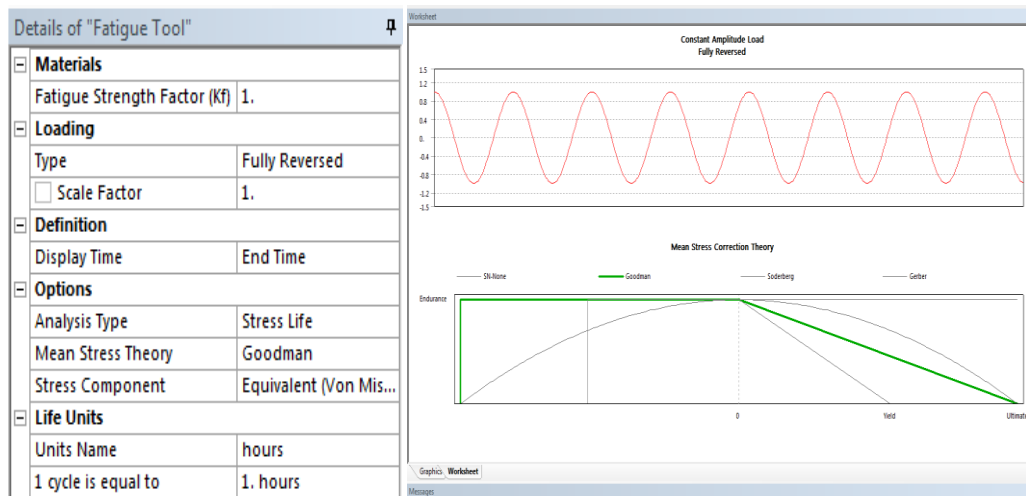 Details of "Fatigue Tool"
Materials
Fatigue Strength Factor (Kf) 1.
Loading
Type Fully Reversed
Scale Factor 1.
Definition
Display Time End Time
Options
Analysis Type Stress Life
Mean Stress Theory Goodman
Stress Component Equivalent (Von Mis...
Life Units
Units Name hours
1 cycle is equal to 1. hours
Worksheet
Constant Amplitude Load
Fully Reversed
1.5
1.2
0.8
0.4
0.
-0.4
-0.8
-1.2
-1.5
Mean Stress Correction Theory
SN-None Goodman Soderberg Gerber
Endurance
0 Yield Ultimate
Graphics Worksheet
Messages